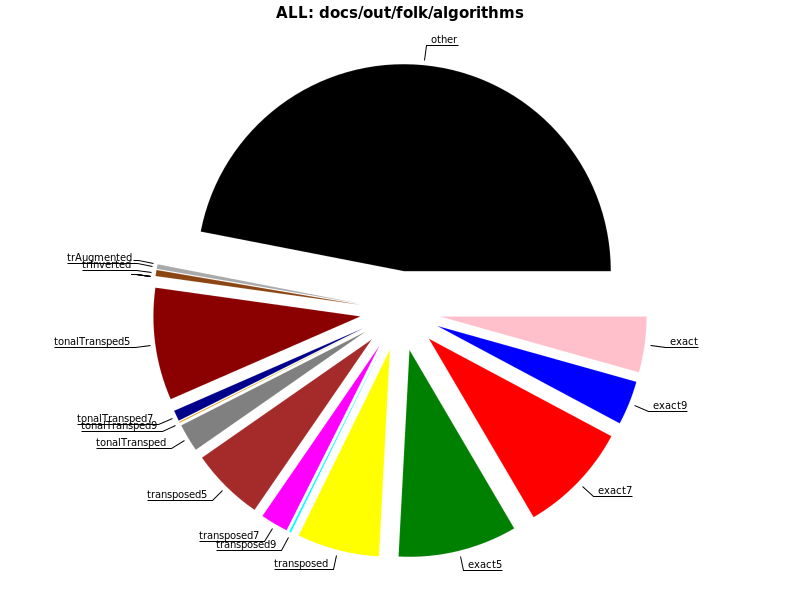 ALL: docs/out/folk/algorithms
other
trAugmented
trInverted
tonalTransped5
exact
exact9
tonalTransped7
tonalTransped9
tonalTransped
exact7
transposed5
transposed7
transposed9
transposed
exact5